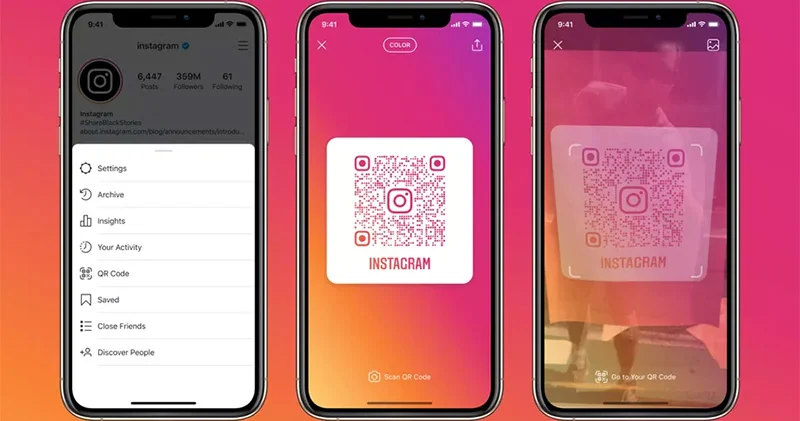 9:41
instagram
6,447
359M
61
Posts
Followers
Following
Instagram
#ShareBlackStories
about.instagram.com/blog/announcements/introdu...
Settings
Archive
Insights
Your Activity
QR Code
Saved
Close Friends
Discover People
9:41
COLOR
INSTAGRAM
Scan QR Code
9:41
INSTAGRAM
Go to Your QR Code